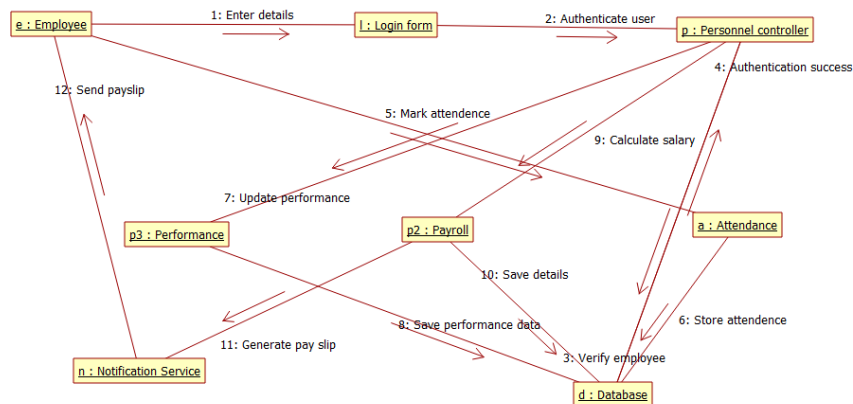 1: Enter details
2: Authenticate user
e : Employee
l : Login form
p : Personnel controller
4: Authentication success
12: Send payslip
5: Mark attendence
9: Calculate salary
7: Update performance
p3 : Performance
p2 : Payroll
a : Attendance
10: Save details
6: Store attendence
8: Save performance data
11: Generate pay slip
3: Verify employee
n : Notification Service
d : Database